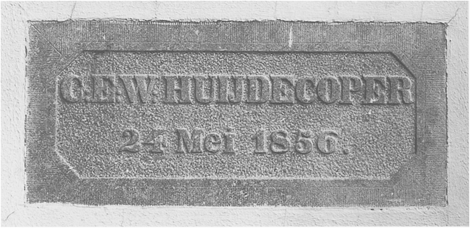 C.E.W. HUIJDECOPER
24 Mei 1856.